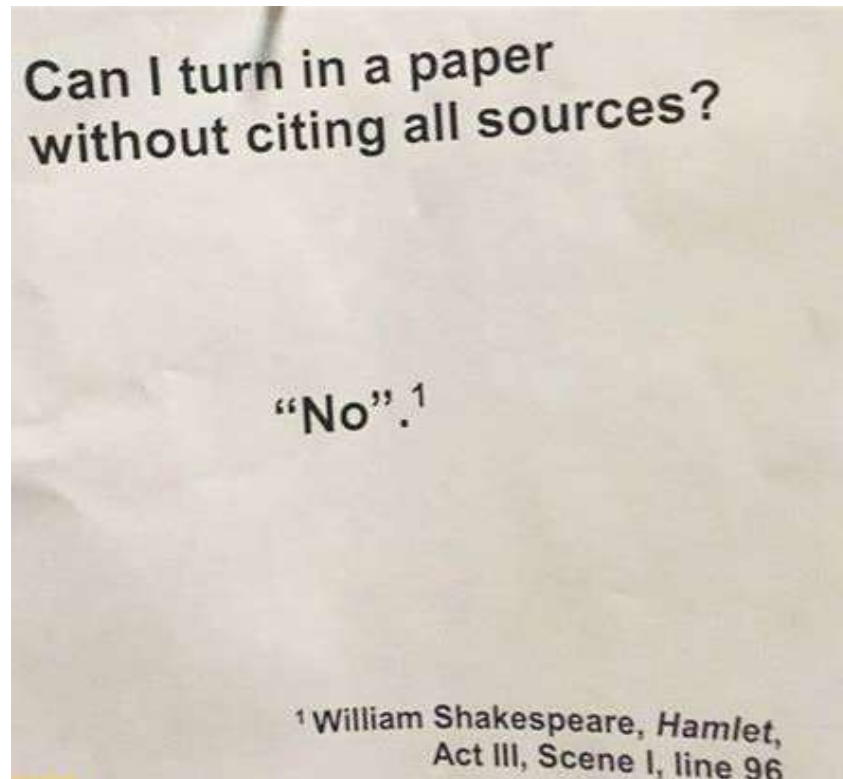 Can I turn in a paper
without citing all sources?
“No”.¹
¹ William Shakespeare, Hamlet,
Act III, Scene I, line 96